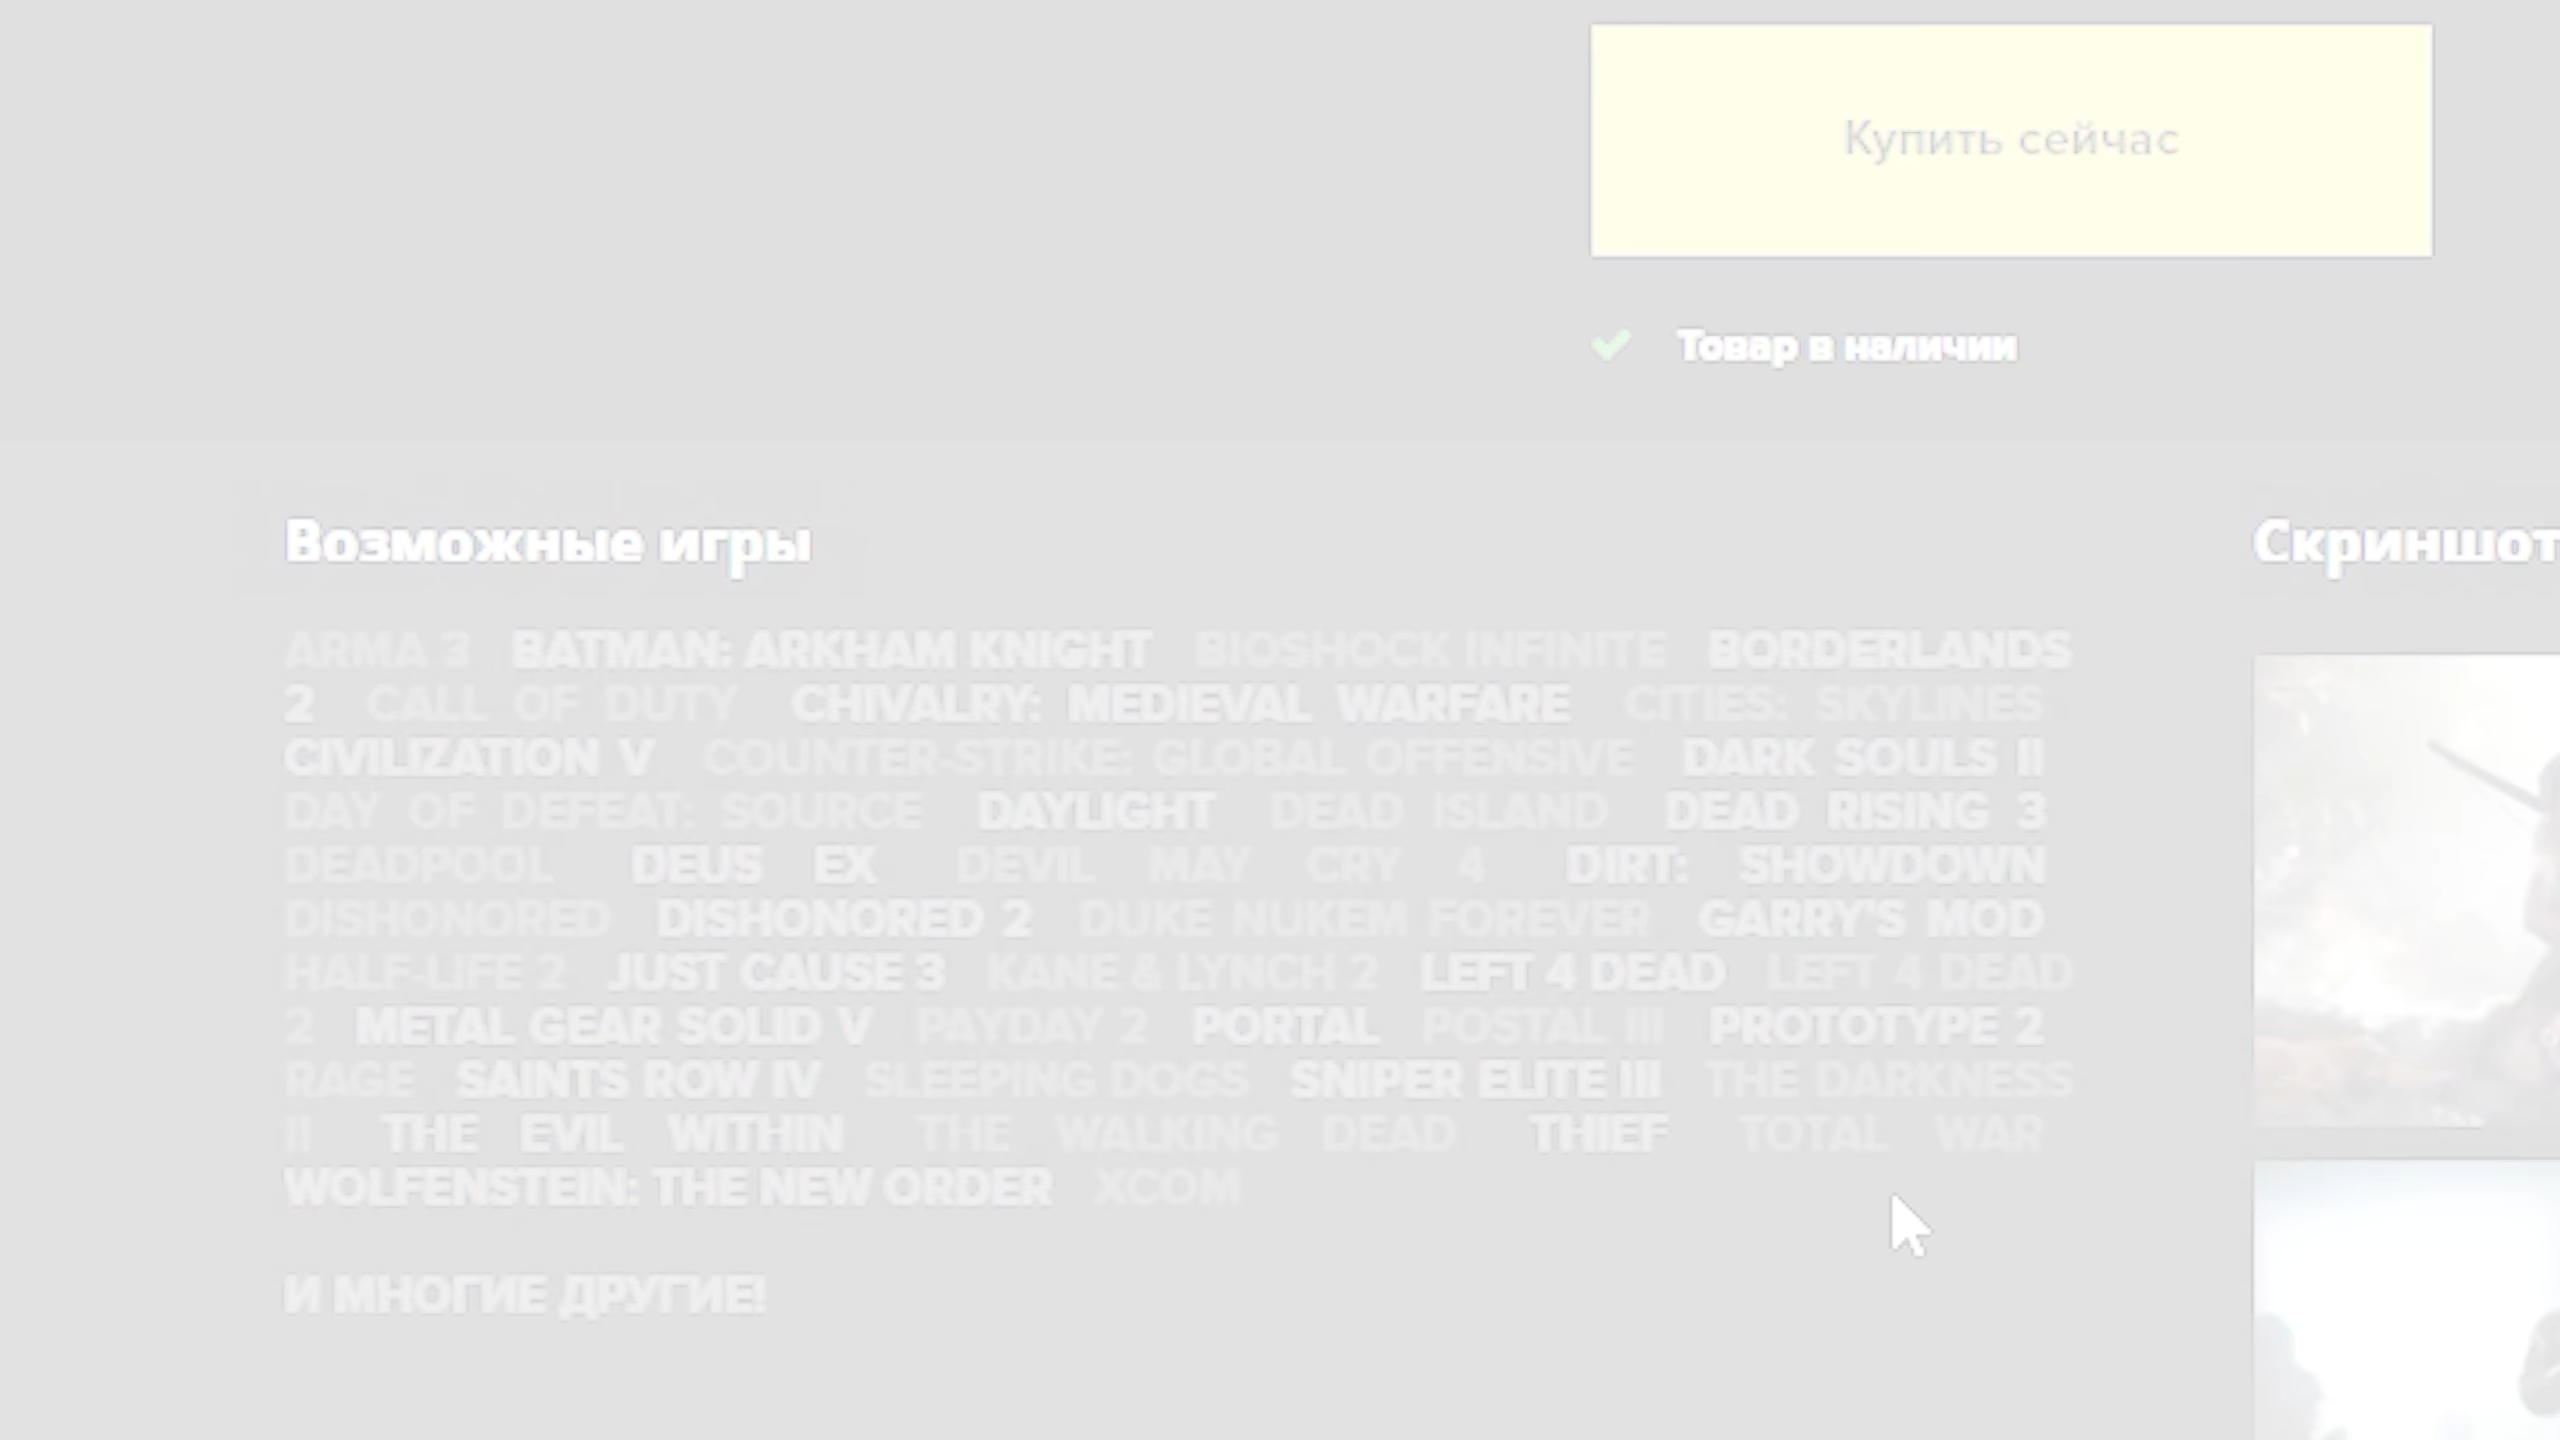 Купить сейчас
Товар в наличии
Возможные игры
Скриншот
ARMA 3 BATMAN: ARKHAM KNIGHT BIOSHOCK INFINITE BORDERLANDS
2 CALL OF DUTY CHIVALRY: MEDIEVAL WARFARE CITIES: SKYLINES
CIVILIZATION V COUNTER-STRIKE: GLOBAL OFFENSIVE DARK SOULS II
DAY OF DEFEAT: SOURCE DAYLIGHT DEAD ISLAND DEAD RISING 3
DEADPOOL DEUS EX DEVIL MAY CRY 4 DIRT: SHOWDOWN
DISHONORED DISHONORED 2 DUKE NUKEM FOREVER GARRY'S MOD
HALF-LIFE 2 JUST CAUSE 3 KANE & LYNCH 2 LEFT 4 DEAD LEFT 4 DEAD
2 METAL GEAR SOLID V PAYDAY 2 PORTAL POSTAL III PROTOTYPE 2
RAGE SAINTS ROW IV SLEEPING DOGS SNIPER ELITE III THE DARKNESS
II THE EVIL WITHIN THE WALKING DEAD THIEF TOTAL WAR
WOLFENSTEIN: THE NEW ORDER XCOM
И МНОГИЕ ДРУГИЕ!